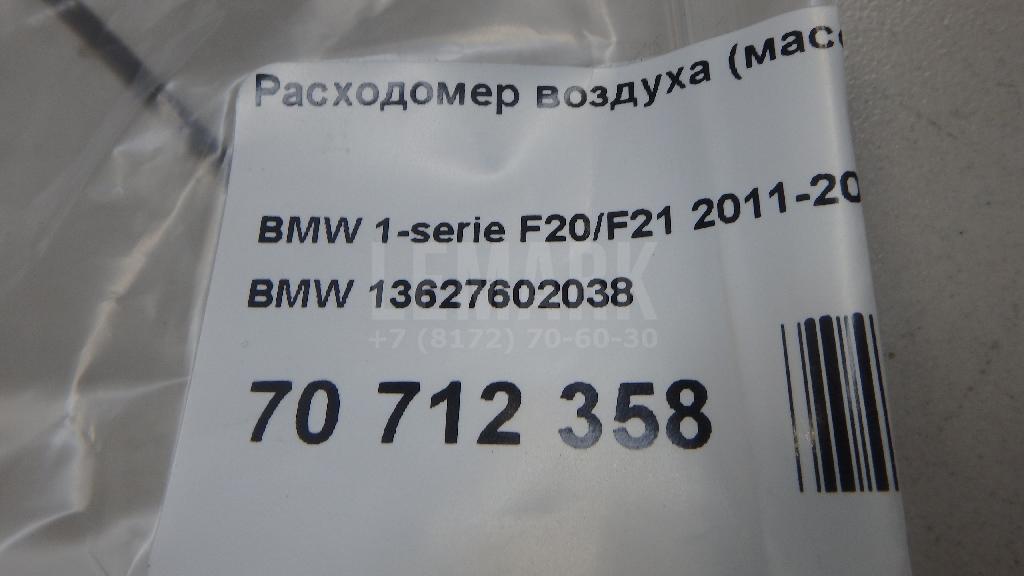 Расходомер воздуха (масс
BMW 1-serie F20/F21 2011-20
BMW 13627602038
LEMARK
+7 (8172) 70-60-30
70 712 358